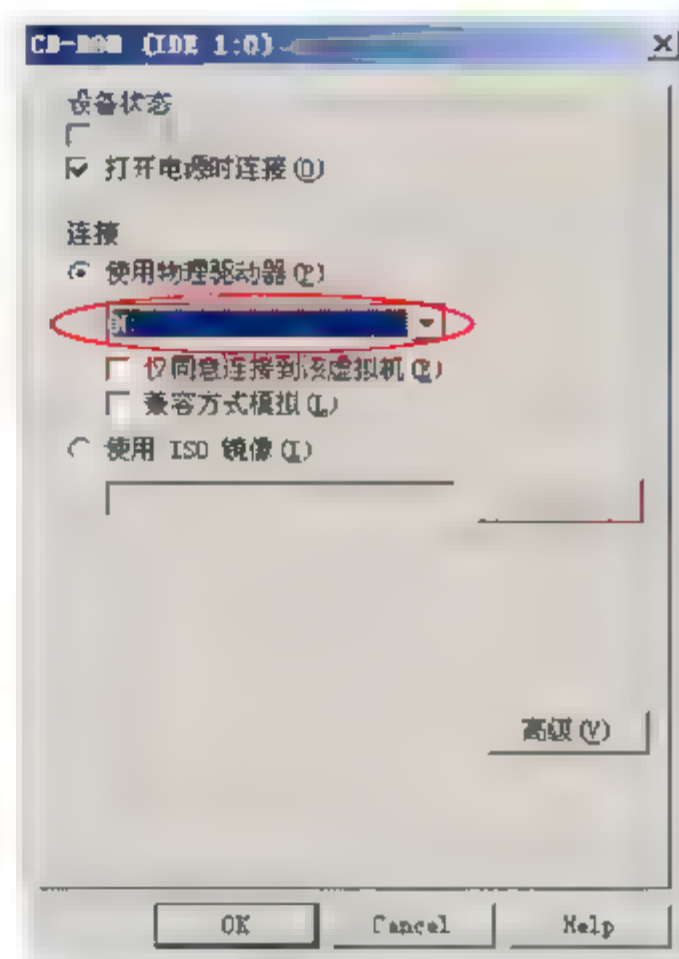 CD-ROM (IDE 1:0)
设备状态
打开电源时连接(O)
连接
使用物理驱动器(P)
仅同意连接到该虚拟机(E)
兼容方式模拟(L)
使用 ISO 镜像(I)
高级(V)
OK
Cancel
Help